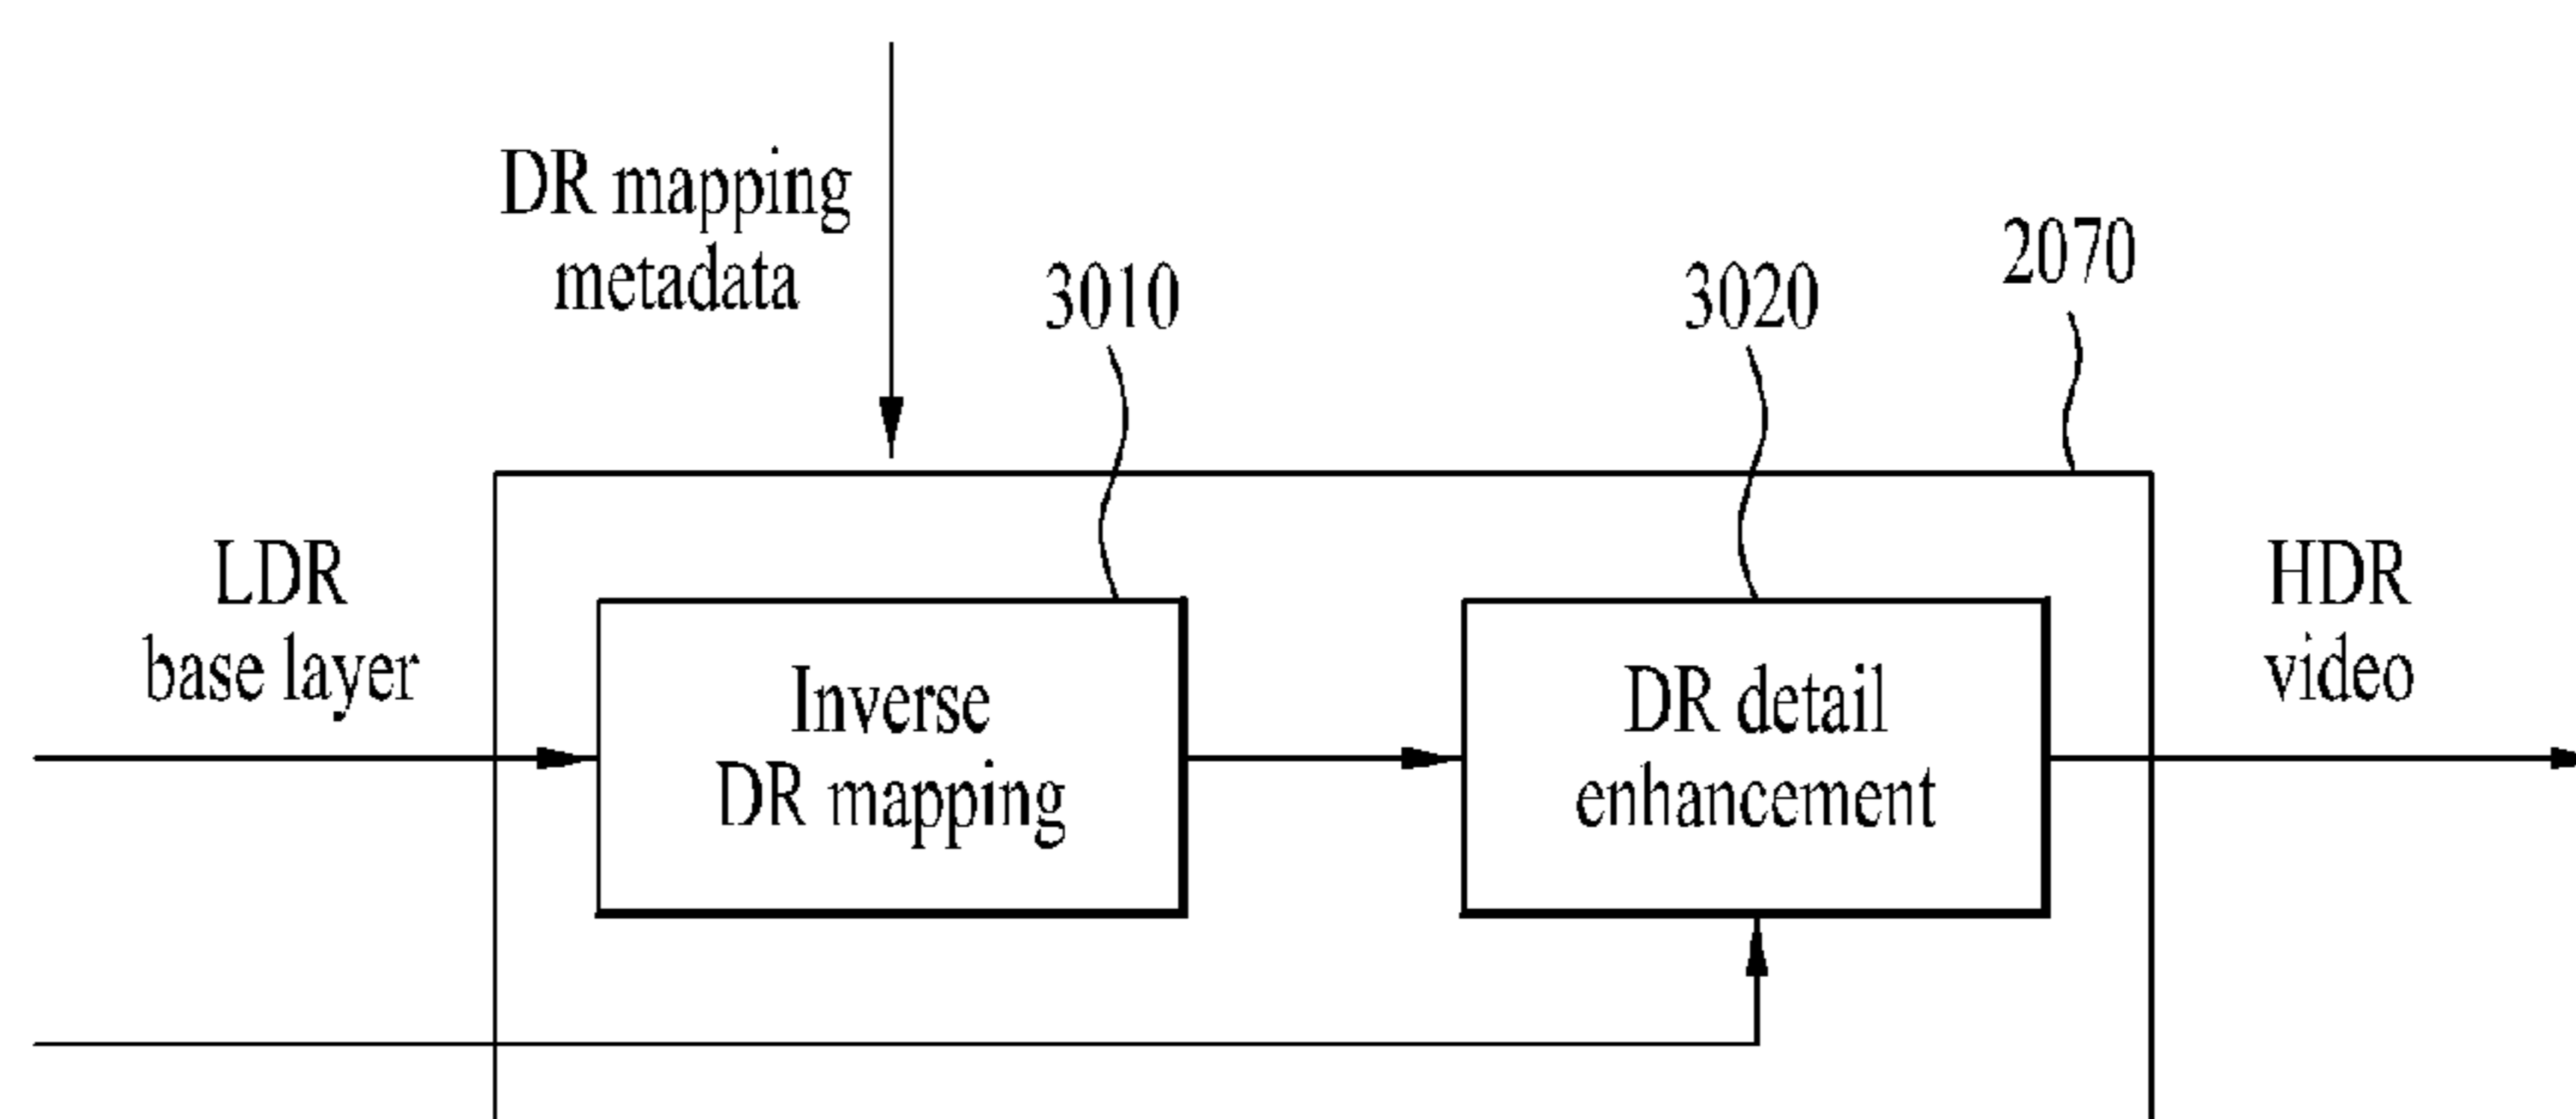 DR mapping
metadata
3010
3020
2070
LDR
base layer
Inverse
DR mapping
DR detail
enhancement
HDR
video